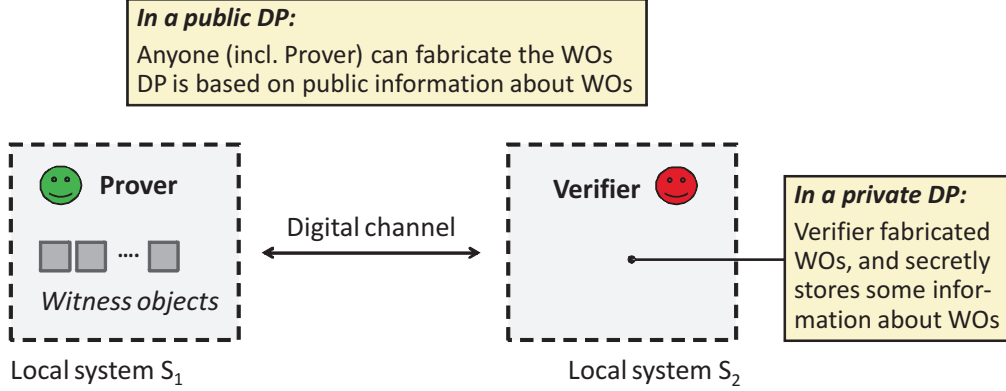 In a public DP:
Anyone (incl. Prover) can fabricate the WOs
DP is based on public information about WOs
Prover
....
Witness objects
Local system S₁
Digital channel
Verifier
Local system S₂
In a private DP:
Verifier fabricated
WOs, and secretly
stores some infor-
mation about WOs